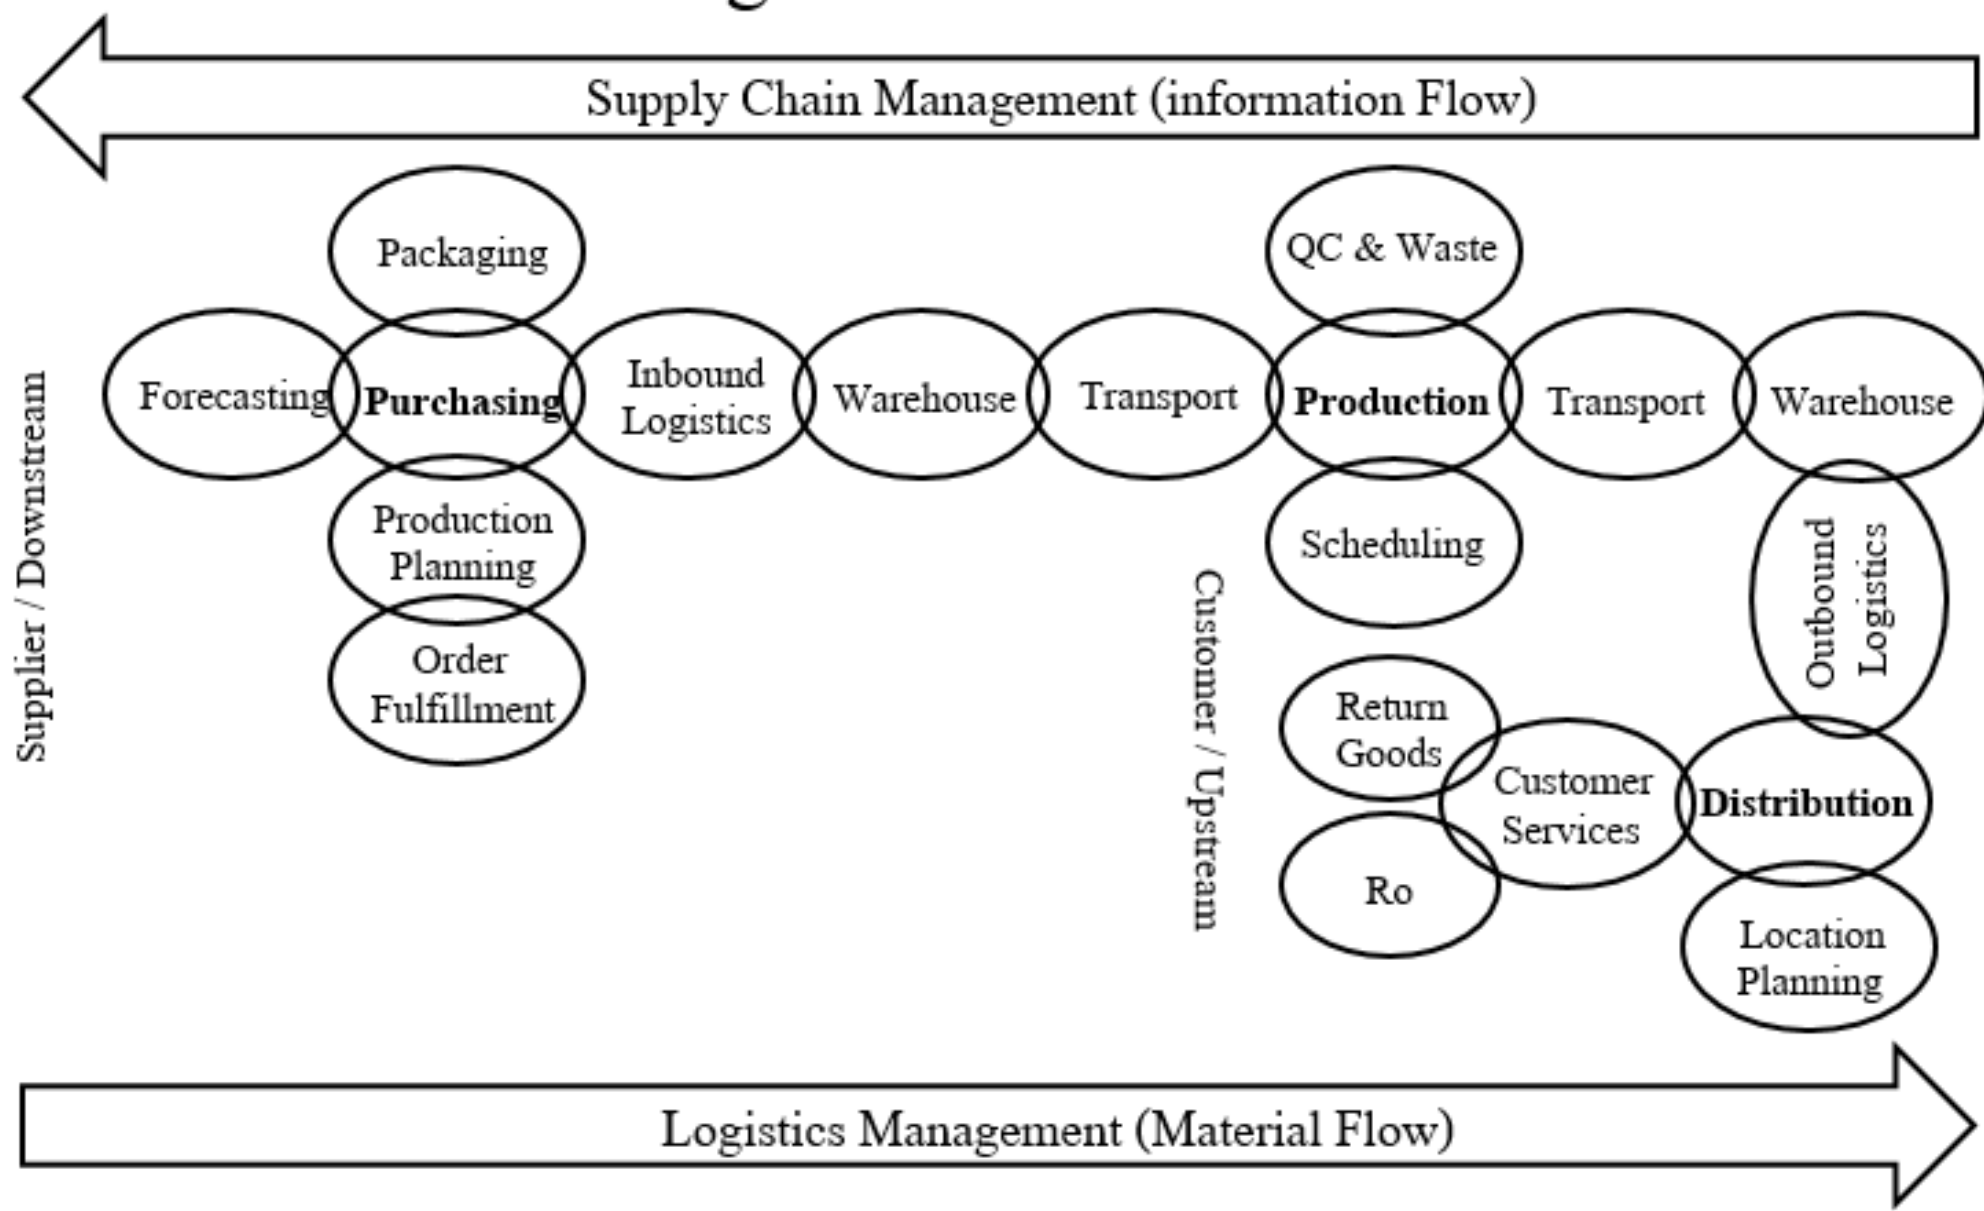 Supply Chain Management (information Flow)
Packaging
QC & Waste
Forecasting
Purchasing
Inbound
Logistics
Warehouse
Transport
Production
Transport
Warehouse
Supplier / Downstream
Production
Planning
Scheduling
Outbound
Logistics
Order
Fulfillment
Customer / Upstream
Return
Goods
Customer
Services
Distribution
Ro
Location
Planning
Logistics Management (Material Flow)